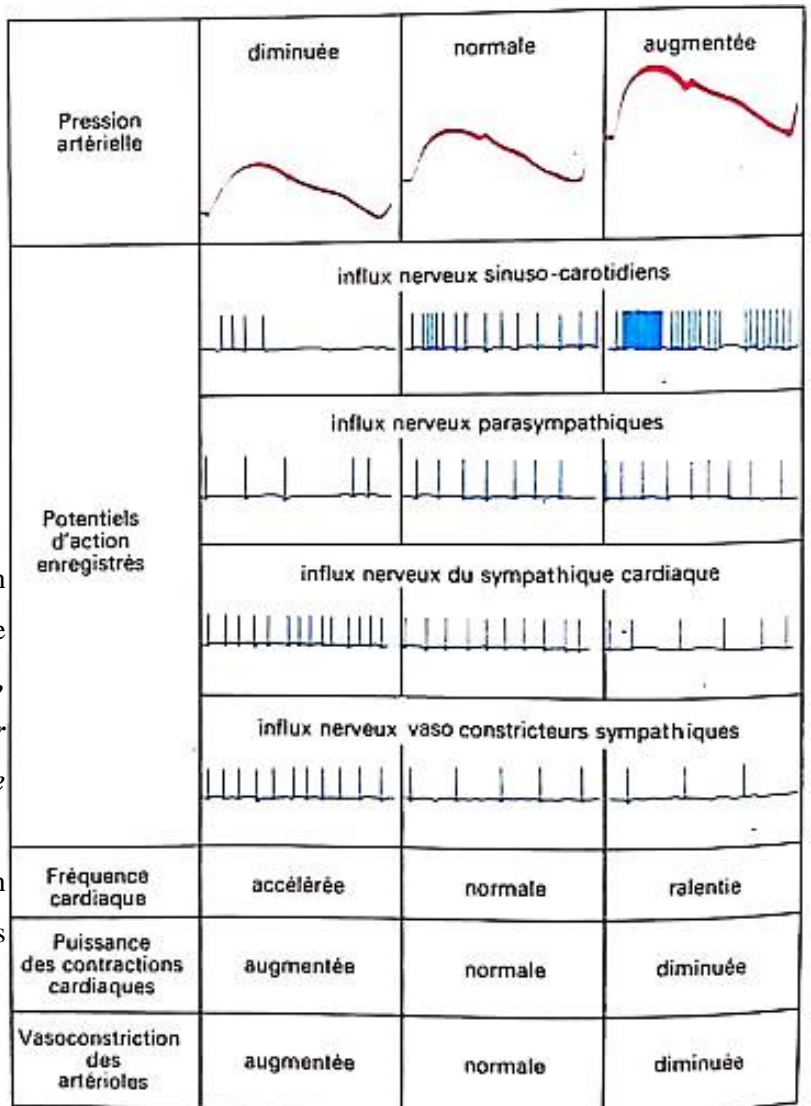 diminuée
normale
augmentée
Pression
artérielle
influx nerveux sinuso-carotidiens
influx nerveux parasympathiques
Potentiels
d'action
enregistrès
influx nerveux du sympathique cardiaque
influx nerveux vaso constricteurs sympathiques
n
e
,
r
e
n
s
Fréquence
cardiaque
accélérée
normale
ralentie
Puissance
des contractions
cardiaques
augmentée
normale
diminuée
Vasoconstriction
des
artérioles
augmentée
normale
diminuée